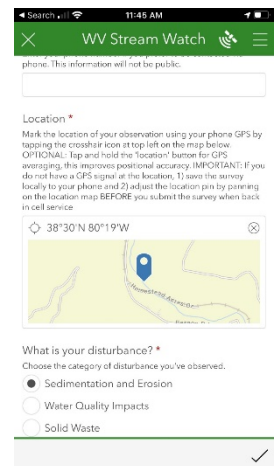 Search 11:45 AM
WV Stream Watch
phone. This information will not be public.
Location *
Mark the location of your observation using your phone GPS by
tapping the crosshair icon at top left on the map below.
OPTIONAL: Tap and hold the 'location' button for GPS
averaging, this improves positional accuracy. IMPORTANT: If you
do not have a GPS signal at the location, 1) save the survey
locally to your phone and 2) adjust the location pin by panning
on the location map BEFORE you submit the survey when back
in cell service
38°30'N 80°19'W
Homestead Acres
What is your disturbance? *
Choose the category of disturbance you've observed.
Sedimentation and Erosion
Water Quality Impacts
Solid Waste